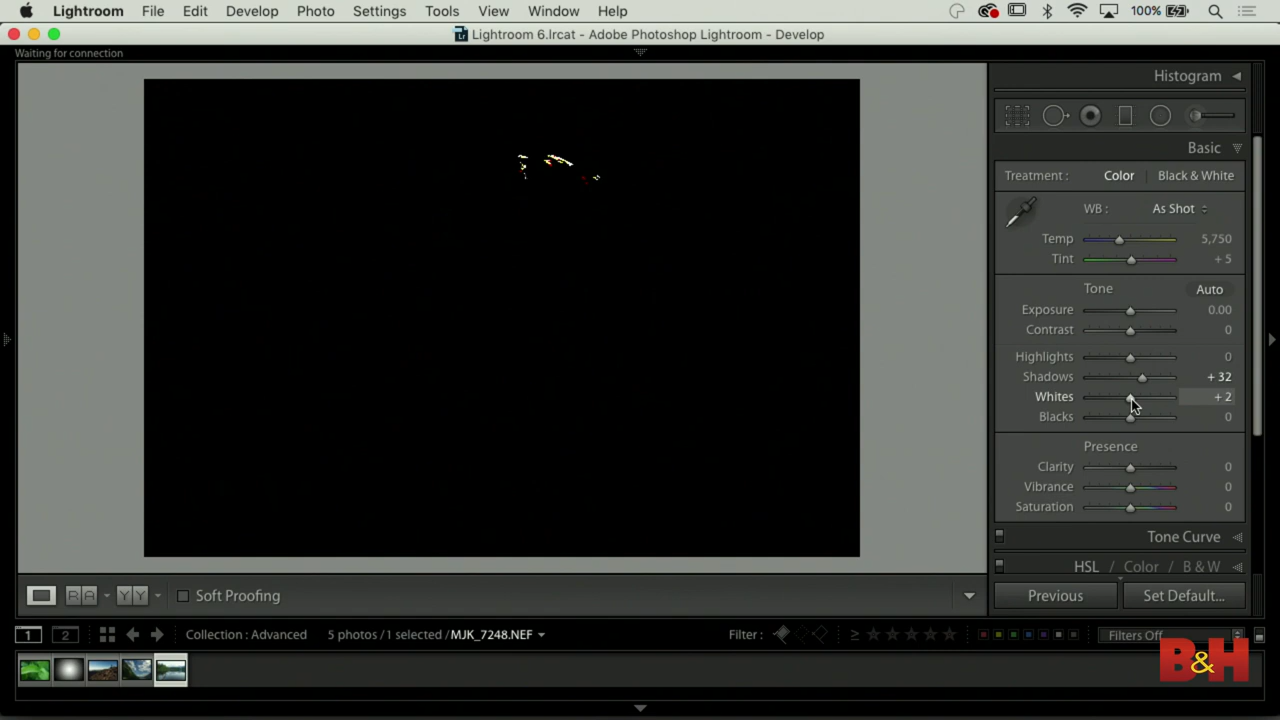 Lightroom File Edit Develop Photo Settings Tools View Window Help 100%
Lightroom 6.lrcat - Adobe Photoshop Lightroom - Develop
Waiting for connection
Histogram
Basic
Treatment : Color Black & White
WB : As Shot
Temp 5,750
Tint + 5
Tone Auto
Exposure 0.00
Contrast 0
Highlights 0
Shadows + 32
Whites + 2
Blacks 0
Presence
Clarity 0
Vibrance 0
Saturation 0
Tone Curve
HSL / Color / B & W
R A Y Y Soft Proofing Previous Set Default...
1 2 Collection : Advanced 5 photos / 1 selected / MJK_7248.NEF Filter : ≥ Filters Off
B&H